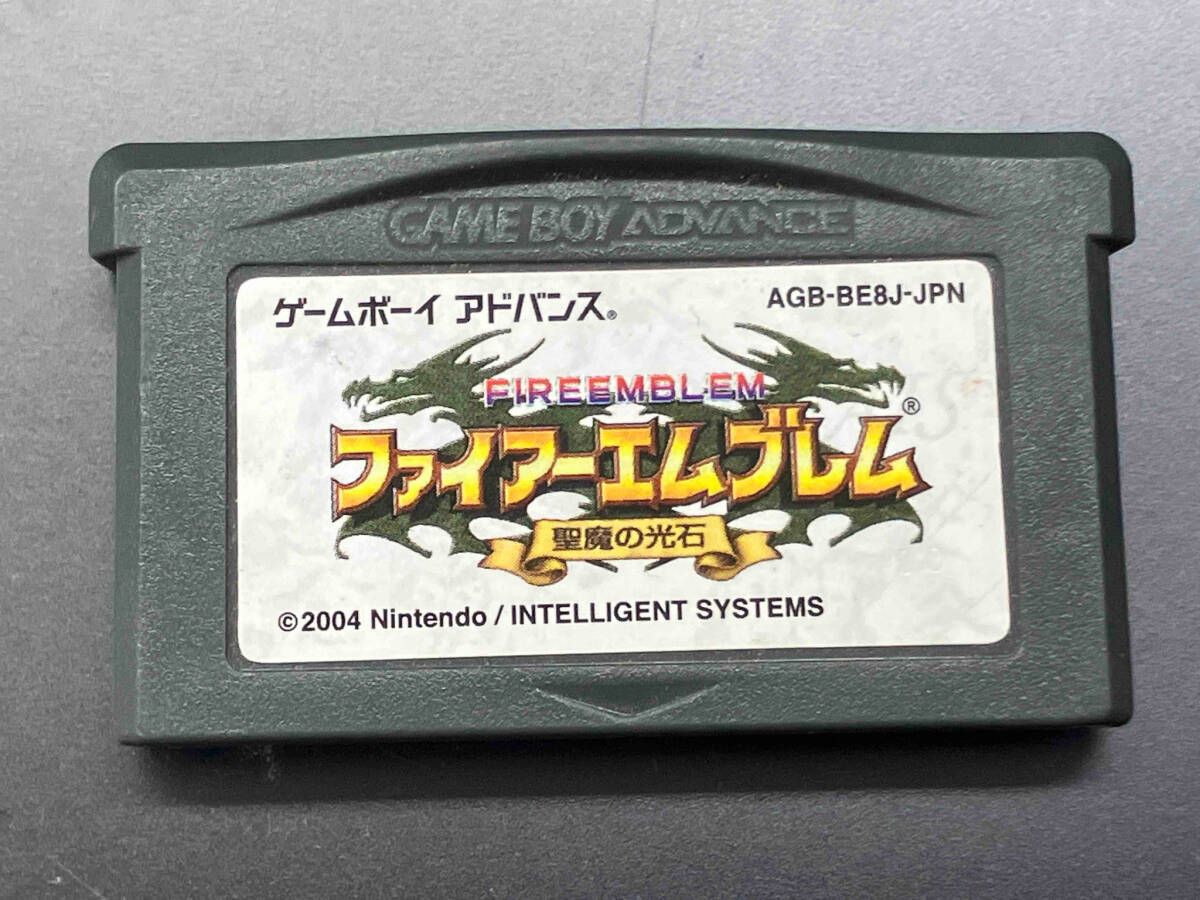 GAME BOY ADVANCE
ゲームボーイ アドバンス®
AGB-BE8J-JPN
FIREEMBLEM
ファイアーエムブレム®
聖魔の光石
©2004 Nintendo / INTELLIGENT SYSTEMS